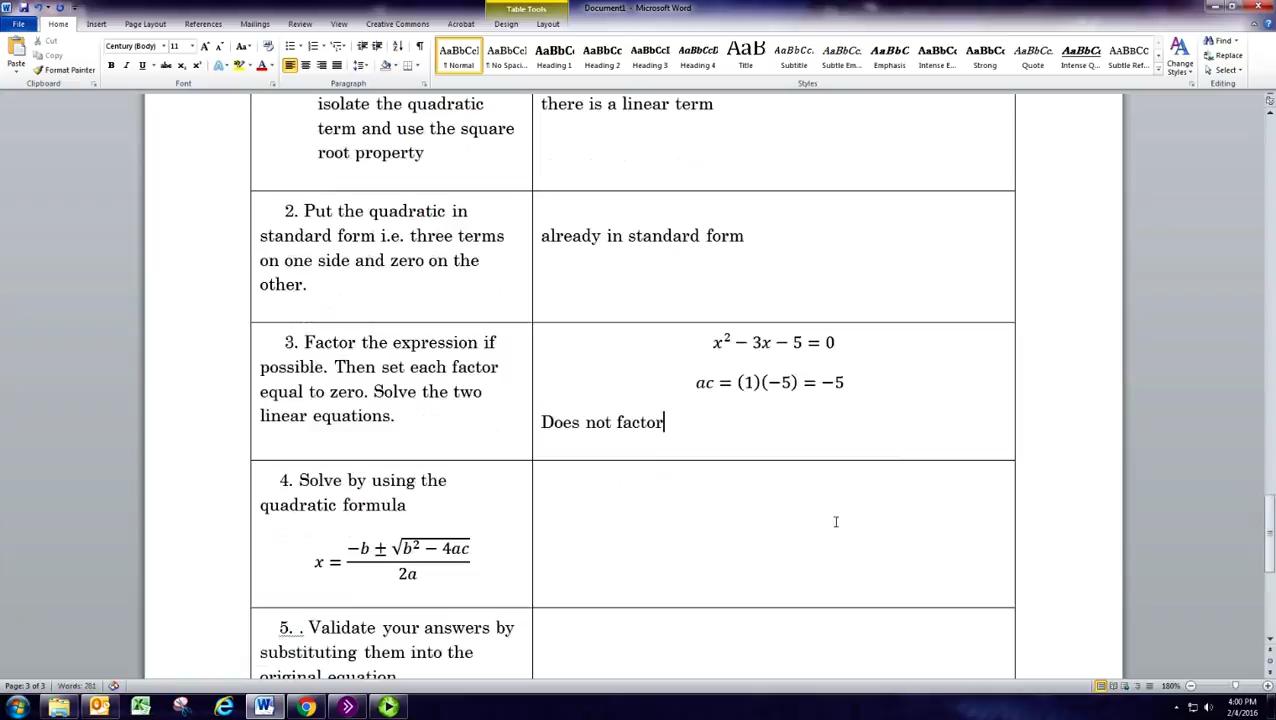 Document1 - Microsoft Word
Table Tools
File Home Insert Page Layout References Mailings Review View Creative Commons Acrobat Design Layout
Paste
Cut
Copy
Format Painter
Clipboard
Century (Body) 11
Font
Paragraph
AaBbCcI AaBbCcI AaBbCc AaBbCc AaBbCcI AaBbCcI AaB AaBbCcI AaBbCcI AaBbCcI AaBbCcI AaBbCcI AaBbCcI AaBbCcI AaBbCcI
¶ Normal ¶ No Spaci... Heading 1 Heading 2 Heading 3 Heading 4 Title Subtitle Subtle Em... Emphasis Intense E... Strong Quote Intense Q... Subtle Ref...
Styles
Change Styles
Find
Replace
Select
Editing
isolate the quadratic
term and use the square
root property
there is a linear term
2. Put the quadratic in
standard form i.e. three terms
on one side and zero on the
other.
already in standard form
3. Factor the expression if
possible. Then set each factor
equal to zero. Solve the two
linear equations.
x² − 3x − 5 = 0
ac = (1)(−5) = −5
Does not factor
4. Solve by using the
quadratic formula
x = (−b ± √(b² − 4ac)) / 2a
5. . Validate your answers by
substituting them into the
original equation
Page: 3 of 3 Words: 281
180%
4:00 PM
2/4/2016